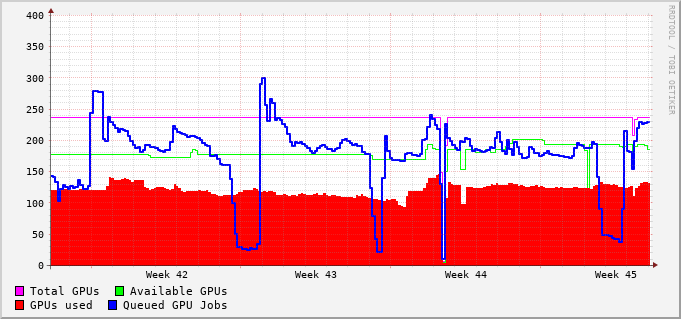 400
350
300
250
200
150
100
50
0
Week 42 Week 43 Week 44 Week 45
Total GPUs Available GPUs
GPUs used Queued GPU Jobs
RRDTOOL / TOBI OETIKER